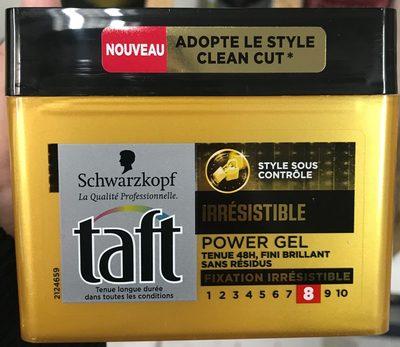 NOUVEAU
ADOPTE LE STYLE
CLEAN CUT*
Schwarzkopf
La Qualité Professionnelle.
taft
Tenue longue durée
dans toutes les conditions
2124659
STYLE SOUS
CONTRÔLE
iRRÉSISTIBLE
POWER GEL
TENUE 48H, FINI BRILLANT
SANS RÉSIDUS
FIXATION IRRÉSISTIBLE
1 2 3 4 5 6 7 8 9 10